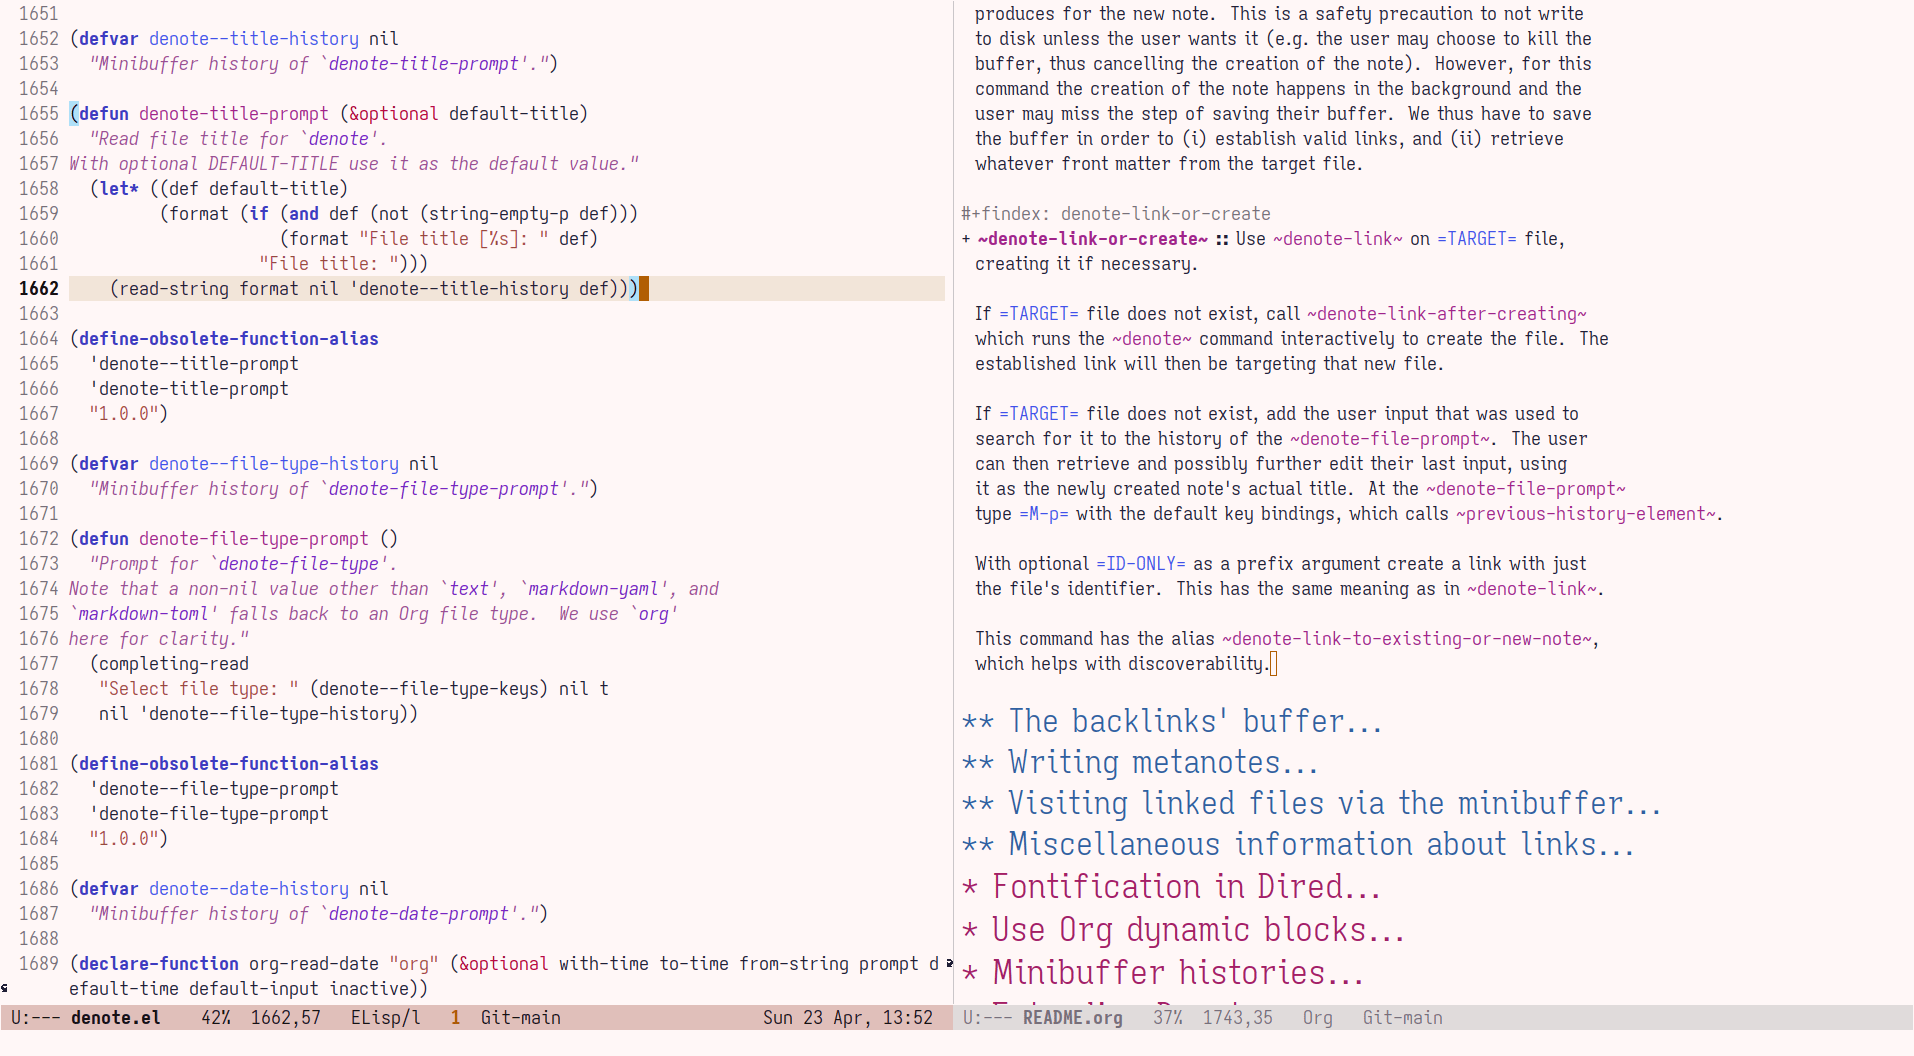 1651
1652 (defvar denote--title-history nil
1653   "Minibuffer history of `denote-title-prompt'.")
1654
1655 (defun denote-title-prompt (&optional default-title)
1656   "Read file title for `denote'.
1657 With optional DEFAULT-TITLE use it as the default value."
1658   (let* ((def default-title)
1659          (format (if (and def (not (string-empty-p def)))
1660                      (format "File title [%s]: " def)
1661                    "File title: ")))
1662     (read-string format nil 'denote--title-history def)))
1663
1664 (define-obsolete-function-alias
1665   'denote--title-prompt
1666   'denote-title-prompt
1667   "1.0.0")
1668
1669 (defvar denote--file-type-history nil
1670   "Minibuffer history of `denote-file-type-prompt'.")
1671
1672 (defun denote-file-type-prompt ()
1673   "Prompt for `denote-file-type'.
1674 Note that a non-nil value other than `text', `markdown-yaml', and
1675 `markdown-toml' falls back to an Org file type.  We use `org'
1676 here for clarity."
1677   (completing-read
1678    "Select file type: " (denote--file-type-keys) nil t
1679    nil 'denote--file-type-history))
1680
1681 (define-obsolete-function-alias
1682   'denote--file-type-prompt
1683   'denote-file-type-prompt
1684   "1.0.0")
1685
1686 (defvar denote--date-history nil
1687   "Minibuffer history of `denote-date-prompt'.")
1688
1689 (declare-function org-read-date "org" (&optional with-time to-time from-string prompt d
efault-time default-input inactive))
U:--- denote.el    42%  1662,57   ELisp/l   1  Git-main   Sun 23 Apr, 13:52
produces for the new note.  This is a safety precaution to not write
to disk unless the user wants it (e.g. the user may choose to kill the
buffer, thus cancelling the creation of the note).  However, for this
command the creation of the note happens in the background and the
user may miss the step of saving their buffer.  We thus have to save
the buffer in order to (i) establish valid links, and (ii) retrieve
whatever front matter from the target file.
#+findex: denote-link-or-create
+ ~denote-link-or-create~ :: Use ~denote-link~ on =TARGET= file,
creating it if necessary.
If =TARGET= file does not exist, call ~denote-link-after-creating~
which runs the ~denote~ command interactively to create the file.  The
established link will then be targeting that new file.
If =TARGET= file does not exist, add the user input that was used to
search for it to the history of the ~denote-file-prompt~.  The user
can then retrieve and possibly further edit their last input, using
it as the newly created note's actual title.  At the ~denote-file-prompt~
type =M-p= with the default key bindings, which calls ~previous-history-element~.
With optional =ID-ONLY= as a prefix argument create a link with just
the file's identifier.  This has the same meaning as in ~denote-link~.
This command has the alias ~denote-link-to-existing-or-new-note~,
which helps with discoverability.
** The backlinks' buffer...
** Writing metanotes...
** Visiting linked files via the minibuffer...
** Miscellaneous information about links...
* Fontification in Dired...
* Use Org dynamic blocks...
* Minibuffer histories...
U:--- README.org   37%  1743,35   Org   Git-main